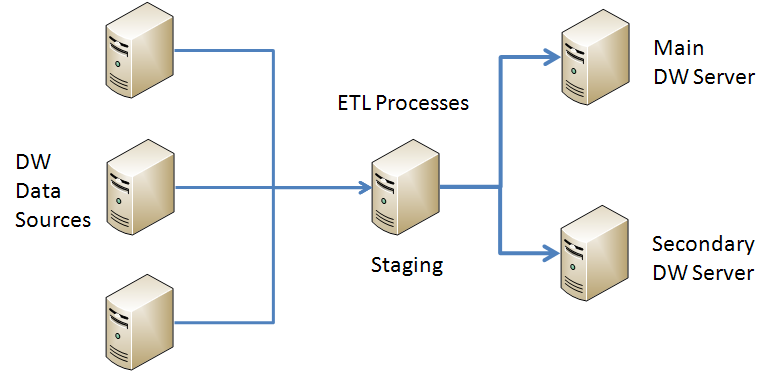 DW
Data
Sources
ETL Processes
Staging
Main
DW Server
Secondary
DW Server